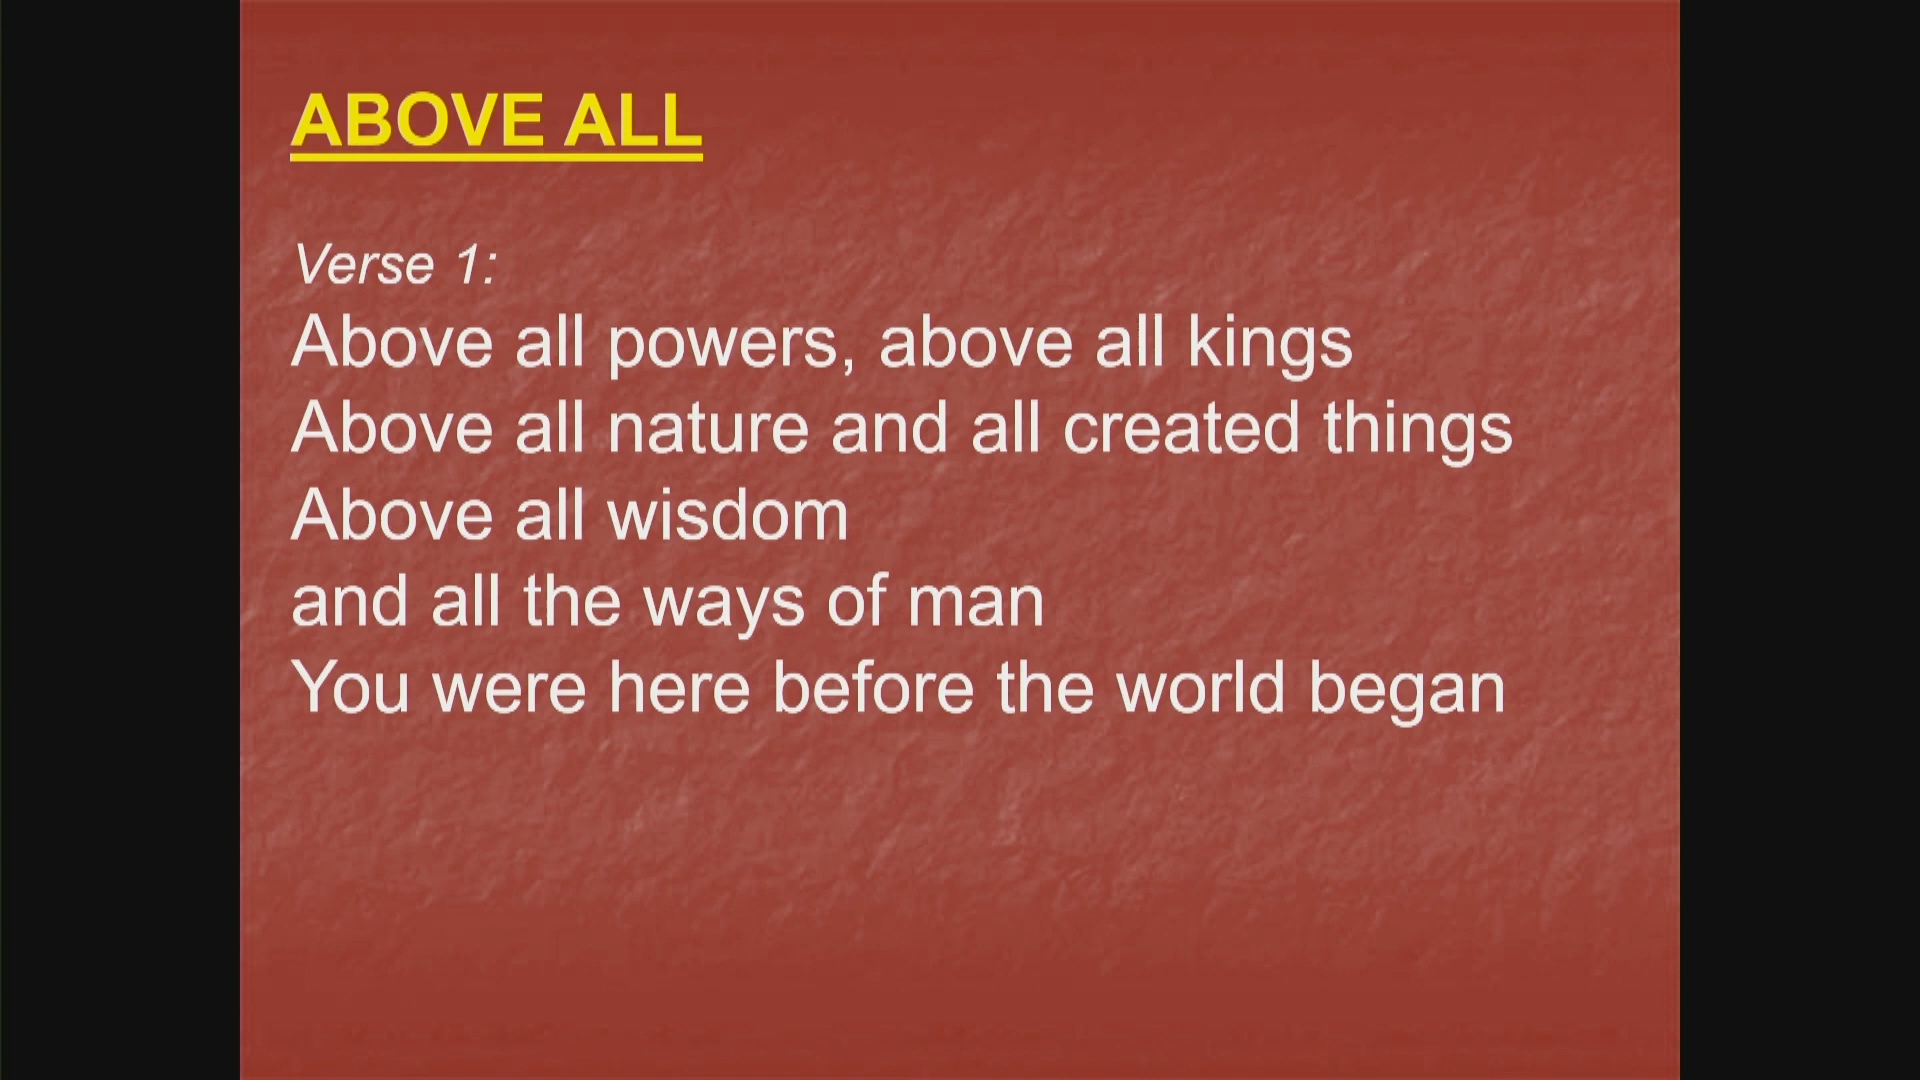 ABOVE ALL
Verse 1:
Above all powers, above all kings
Above all nature and all created things
Above all wisdom
and all the ways of man
You were here before the world began